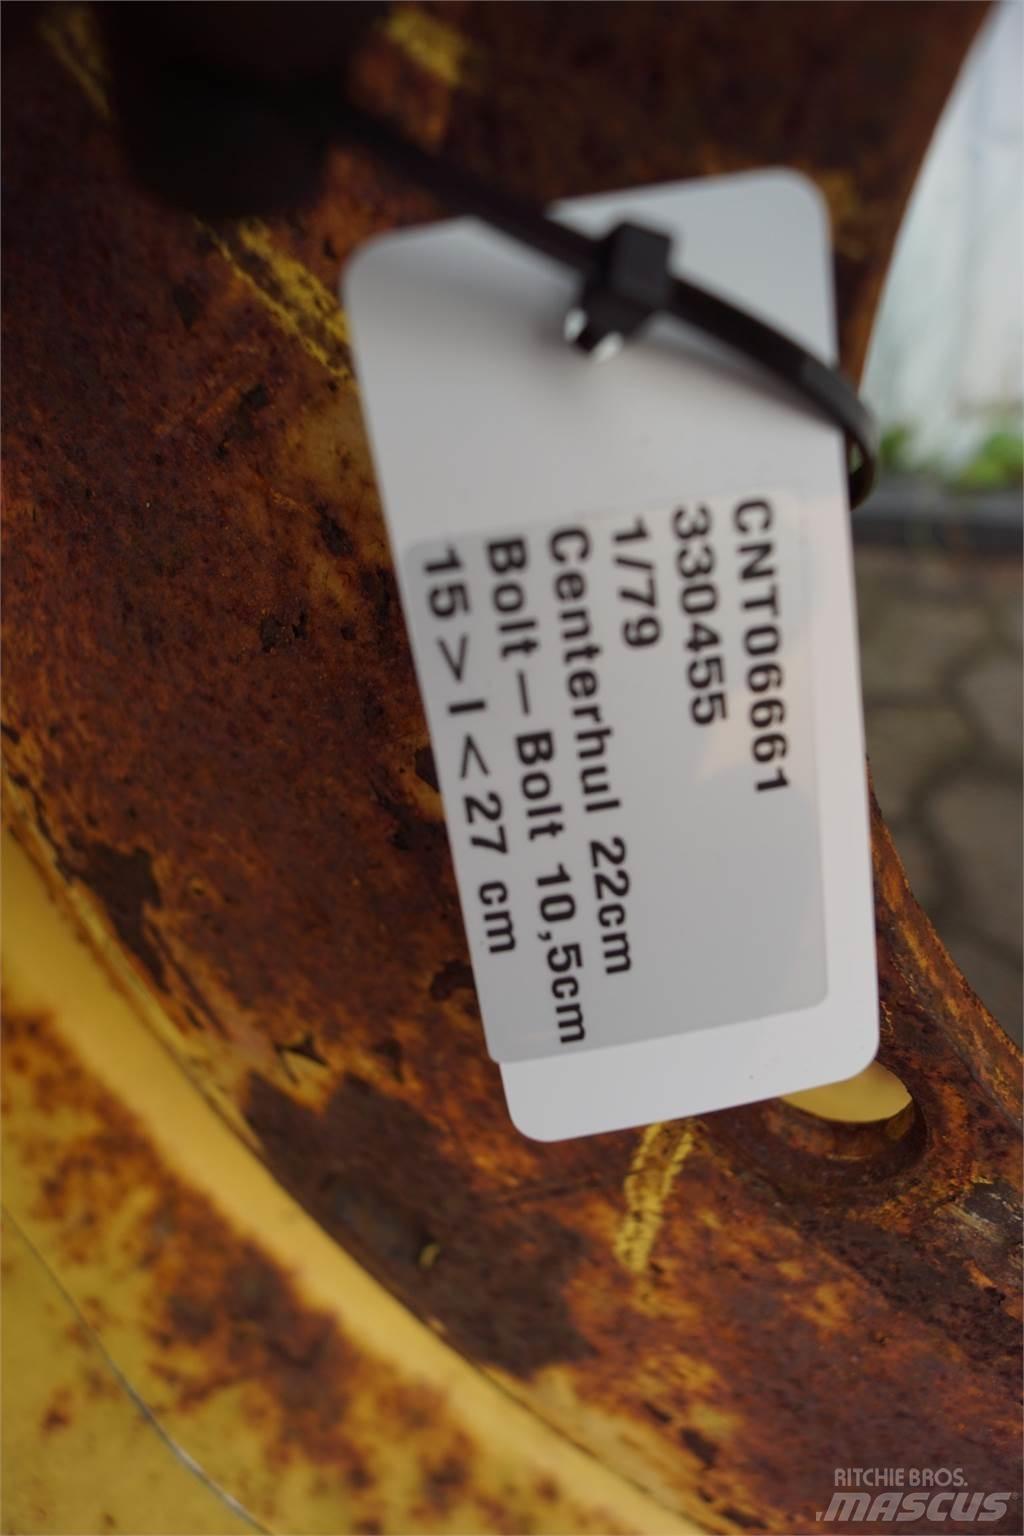 CNT06661
330455
1/79
Centerhul 22cm
Bolt – Bolt 10,5cm
15 > I < 27 cm
RITCHIE BROS.
MASCUS